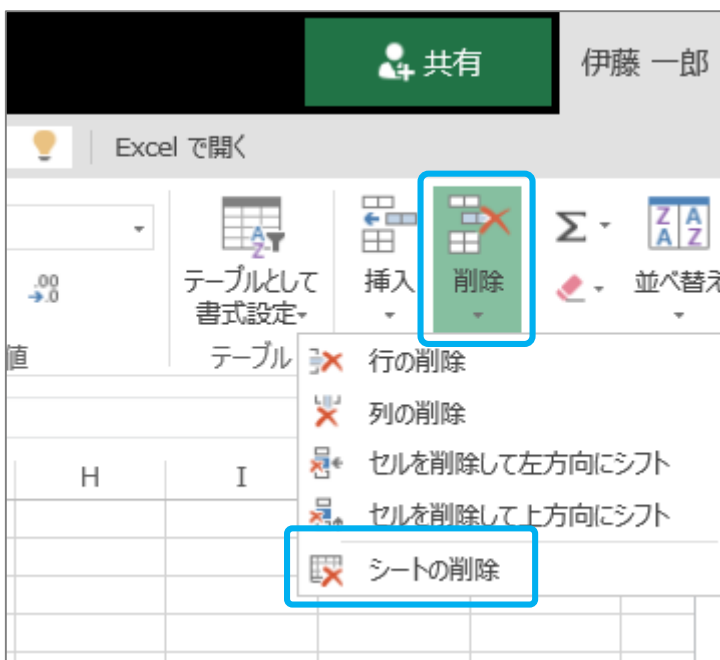 共有
伊藤 一郎
Excel で開く
.00
.0
テーブルとして
書式設定
挿入
削除
Σ
Z A
A Z
並べ替え
値
テーブル
行の削除
列の削除
セルを削除して左方向にシフト
セルを削除して上方向にシフト
シートの削除
H
I